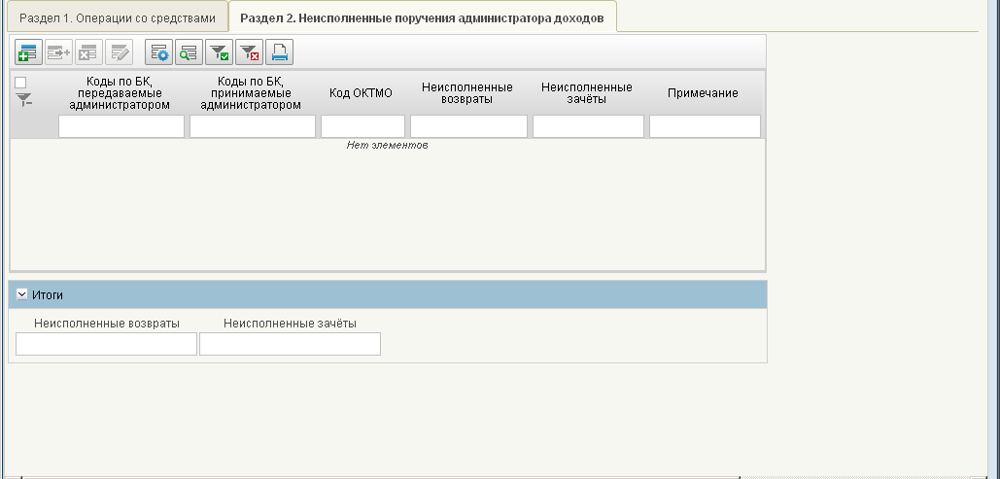 Раздел 1. Операции со средствами
Раздел 2. Неисполненные поручения администратора доходов
Коды по БК,
передаваемые
администратором
Коды по БК,
принимаемые
администратором
Код ОКТМО
Неисполненные
возвраты
Неисполненные
зачёты
Примечание
Нет элементов
Итоги
Неисполненные возвраты
Неисполненные зачёты